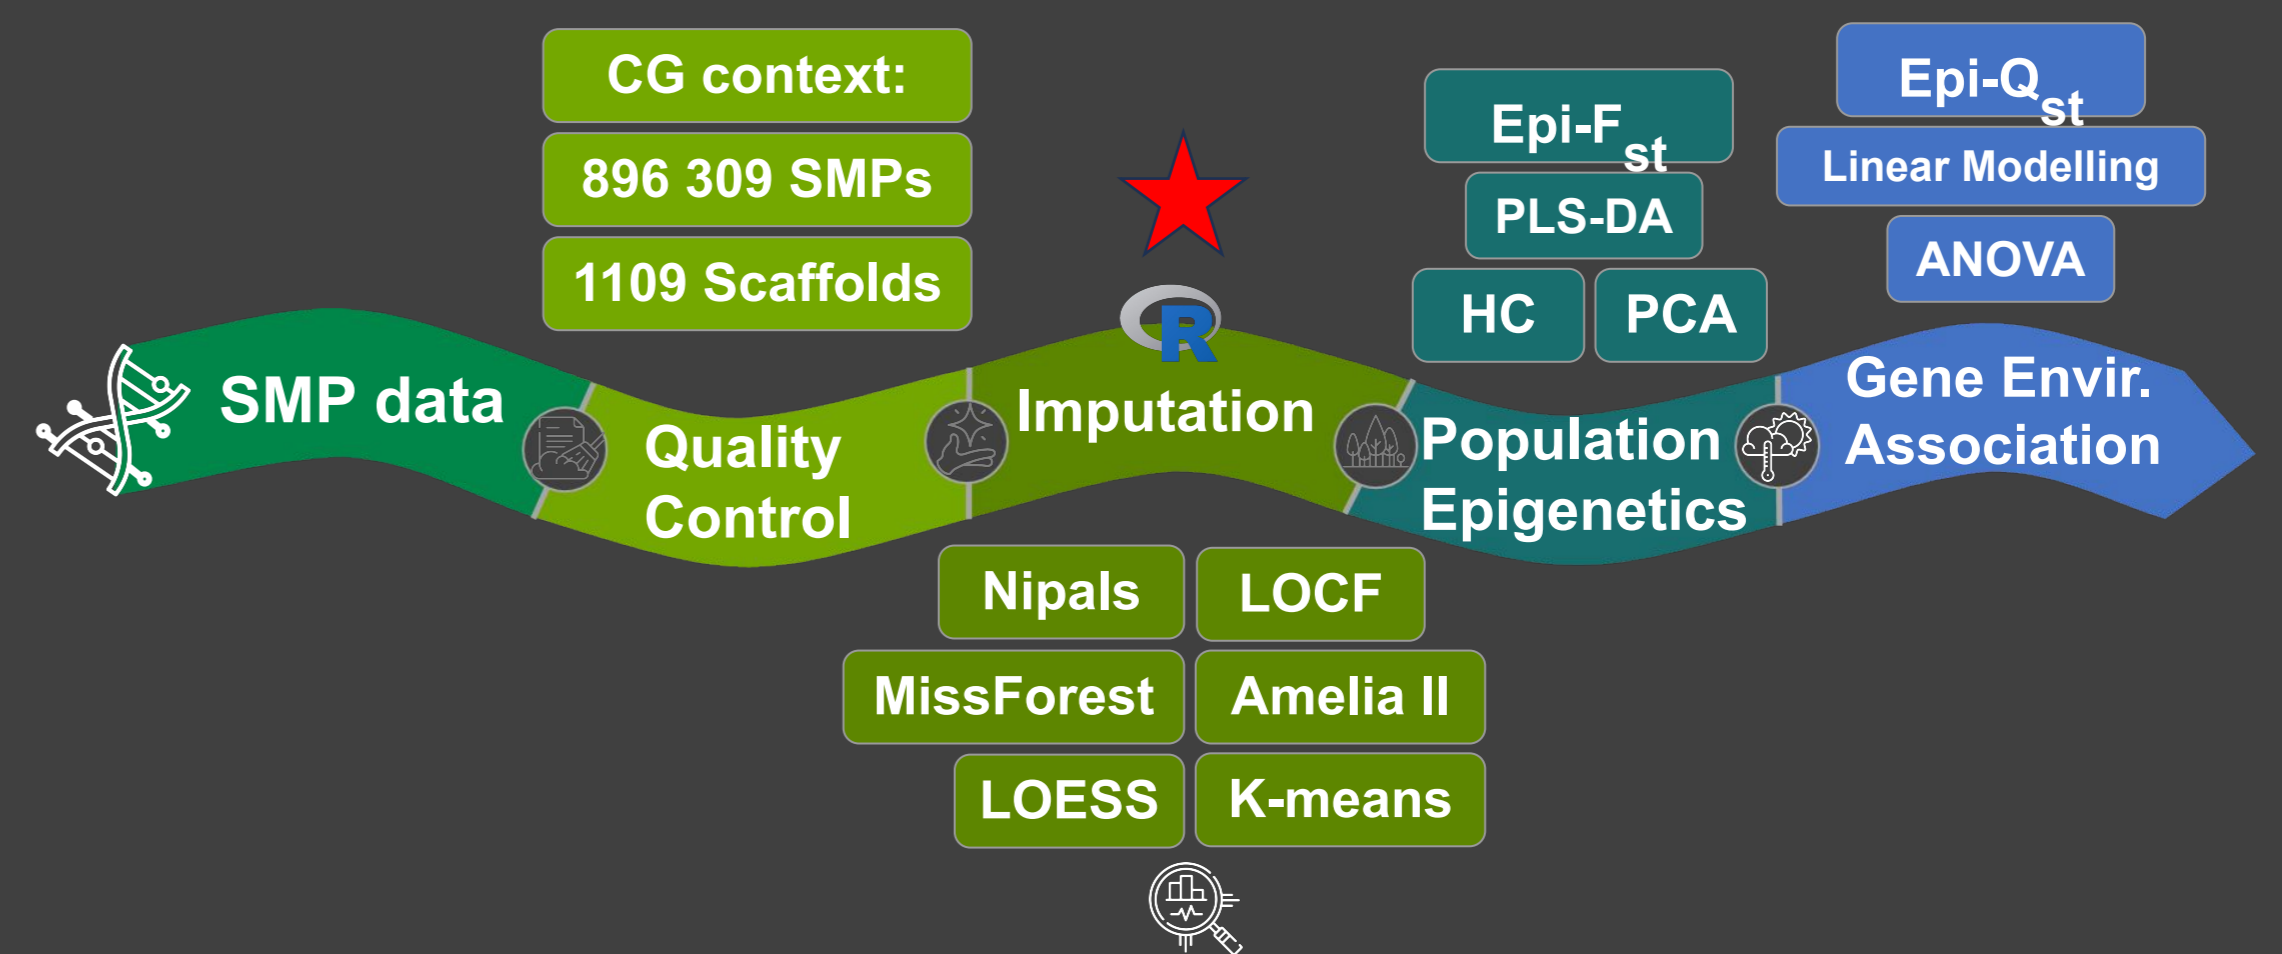 CG context:
896 309 SMPs
1109 Scaffolds
Epi-Fst
PLS-DA
HC
PCA
Epi-Qst
Linear Modelling
ANOVA
R
SMP data
Quality
Control
Imputation
Population
Epigenetics
Gene Envir.
Association
Nipals
LOCF
MissForest
Amelia II
LOESS
K-means